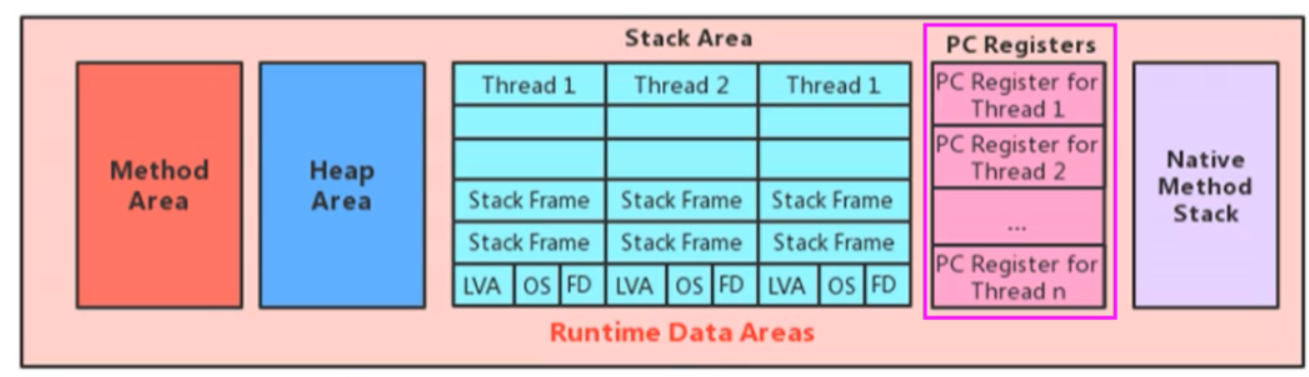 Stack Area
PC Registers
Method
Area
Heap
Area
Thread 1
Thread 2
Thread 1
Stack Frame
Stack Frame
Stack Frame
Stack Frame
Stack Frame
Stack Frame
LVA
OS
FD
LVA
OS
FD
LVA
OS
FD
PC Register for
Thread 1
PC Register for
Thread 2
...
PC Register for
Thread n
Native
Method
Stack
Runtime Data Areas